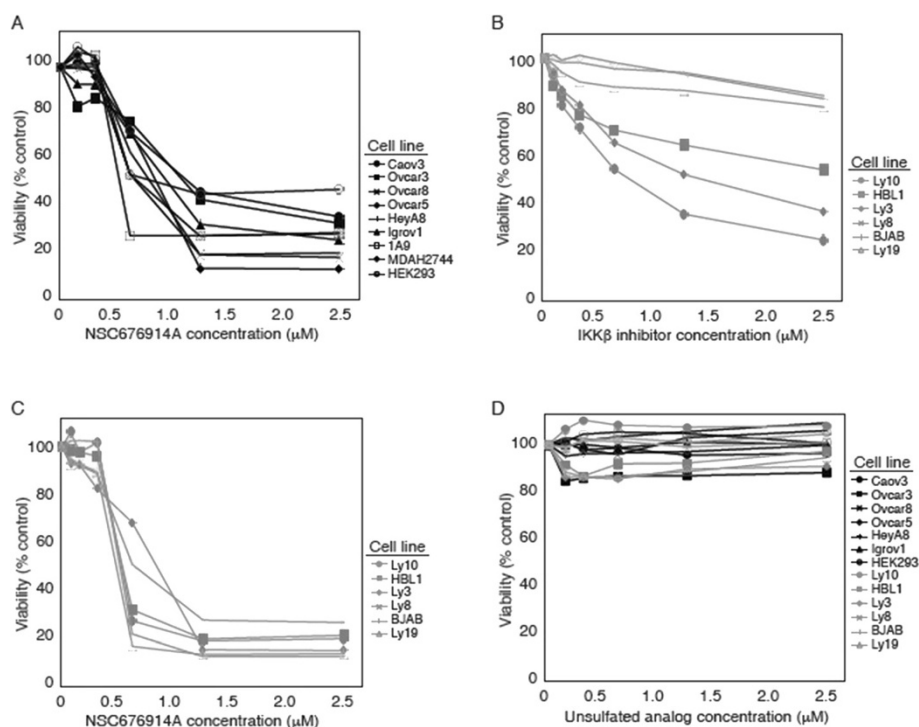 A
100
80
60
40
20
0
Viability (% control)
0
0.5
1.0
1.5
2.0
2.5
NSC676914A concentration (µM)
Cell line
Caov3
Ovcar3
Ovcar8
Ovcar5
HeyA8
Igrov1
1A9
MDAH2744
HEK293
B
100
80
60
40
20
0
Viability (% control)
0
0.5
1.0
1.5
2.0
2.5
IKKβ inhibitor concentration (µM)
Ly10
HBL1
Ly3
Ly8
BJAB
Ly19
C
100
80
60
40
20
0
Viability (% control)
0
0.5
1.0
1.5
2.0
2.5
NSC676914A concentration (µM)
Cell line
Ly10
HBL1
Ly3
Ly8
BJAB
Ly19
D
100
80
60
40
20
0
Viability (% control)
0
0.5
1.0
1.5
2.0
2.5
Unsulfated analog concentration (µM)
Cell line
Caov3
Ovcar3
Ovcar8
Ovcar5
HeyA8
Igrov1
HEK293
Ly10
HBL1
Ly3
Ly8
BJAB
Ly19